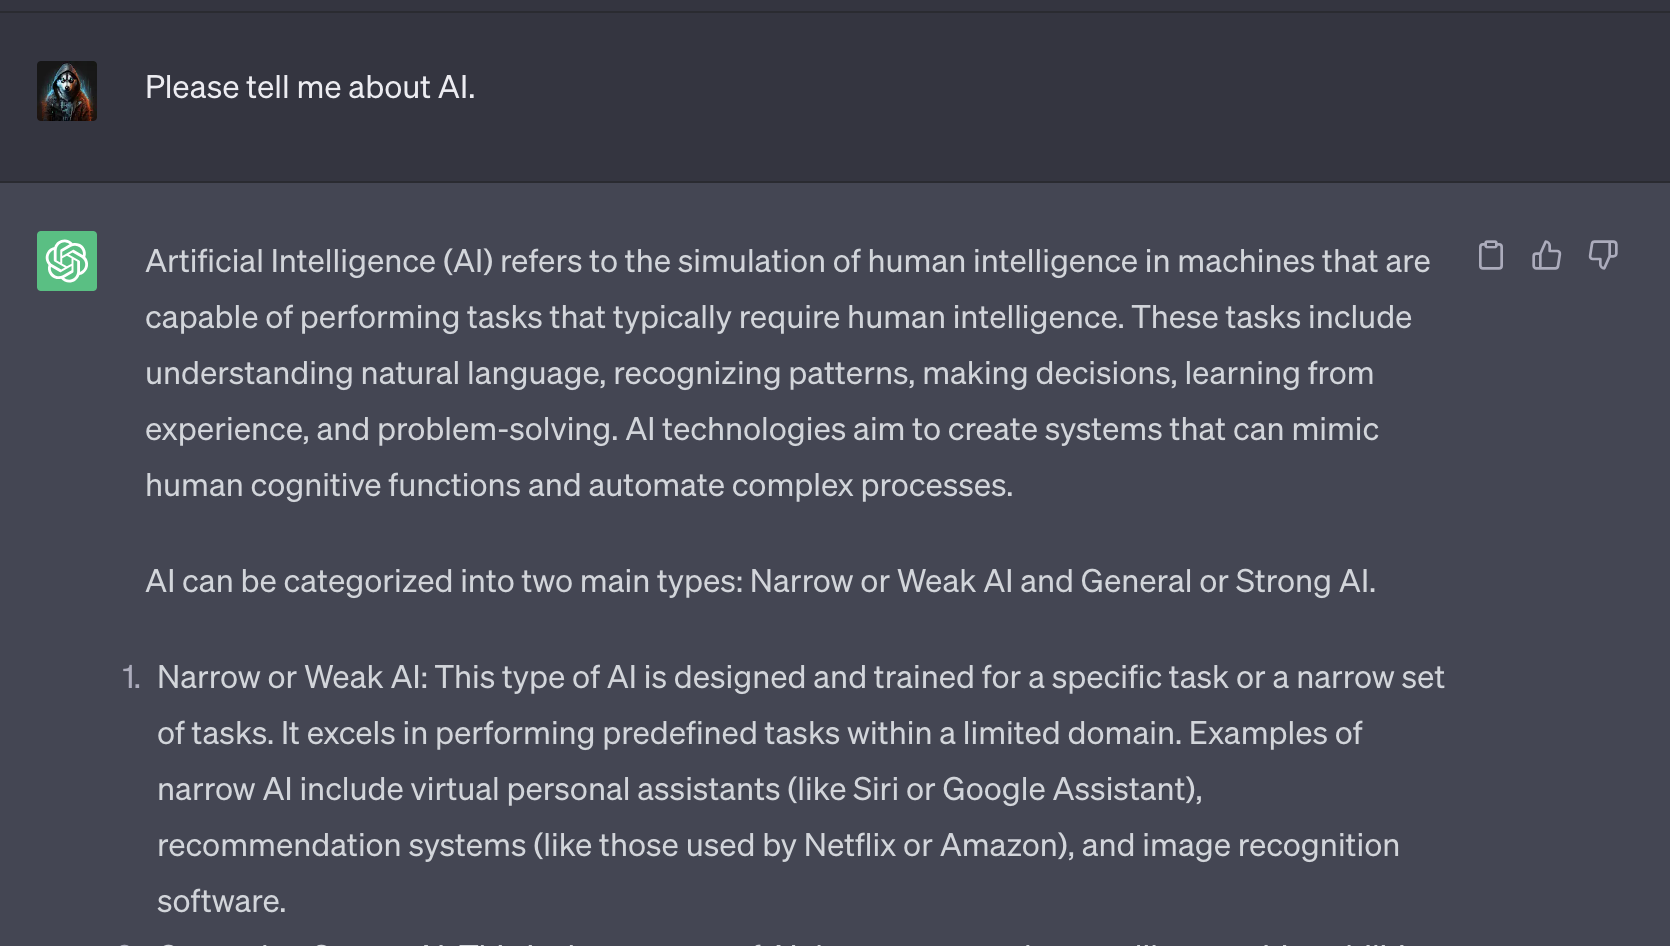 Please tell me about AI.
Artificial Intelligence (AI) refers to the simulation of human intelligence in machines that are
capable of performing tasks that typically require human intelligence. These tasks include
understanding natural language, recognizing patterns, making decisions, learning from
experience, and problem-solving. AI technologies aim to create systems that can mimic
human cognitive functions and automate complex processes.
AI can be categorized into two main types: Narrow or Weak AI and General or Strong AI.
1. Narrow or Weak AI: This type of AI is designed and trained for a specific task or a narrow set
of tasks. It excels in performing predefined tasks within a limited domain. Examples of
narrow AI include virtual personal assistants (like Siri or Google Assistant),
recommendation systems (like those used by Netflix or Amazon), and image recognition
software.